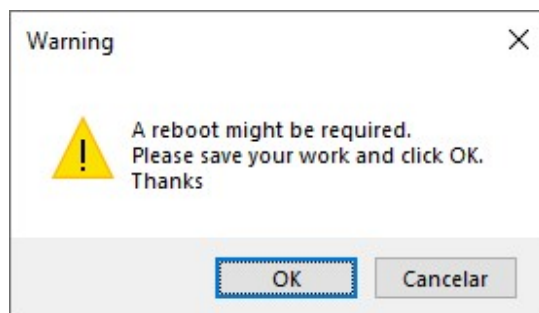 Warning
A reboot might be required.
Please save your work and click OK.
Thanks
OK
Cancelar